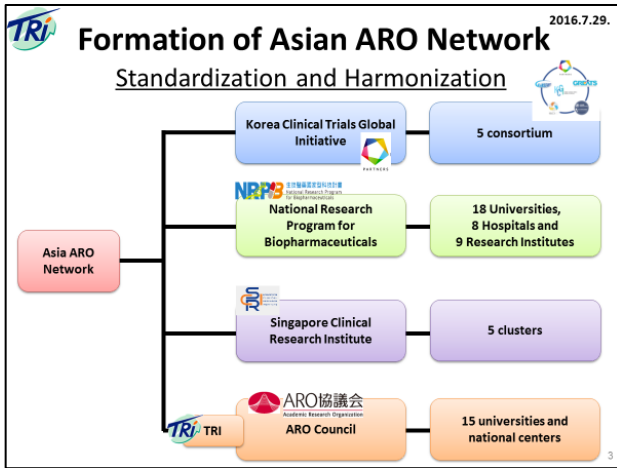 TRi
2016.7.29.
Formation of Asian ARO Network
Standardization and Harmonization
Korea Clinical Trials Global
Initiative
PARTNERS
5 consortium
GREATS
NRPB
National Research Program
for Biopharmaceuticals
National Research
Program for
Biopharmaceuticals
18 Universities,
8 Hospitals and
9 Research Institutes
Asia ARO
Network
Singapore Clinical
Research Institute
5 clusters
ARO協議会
Academic Research Organization
TRi
TRI
ARO Council
15 universities and
national centers
3